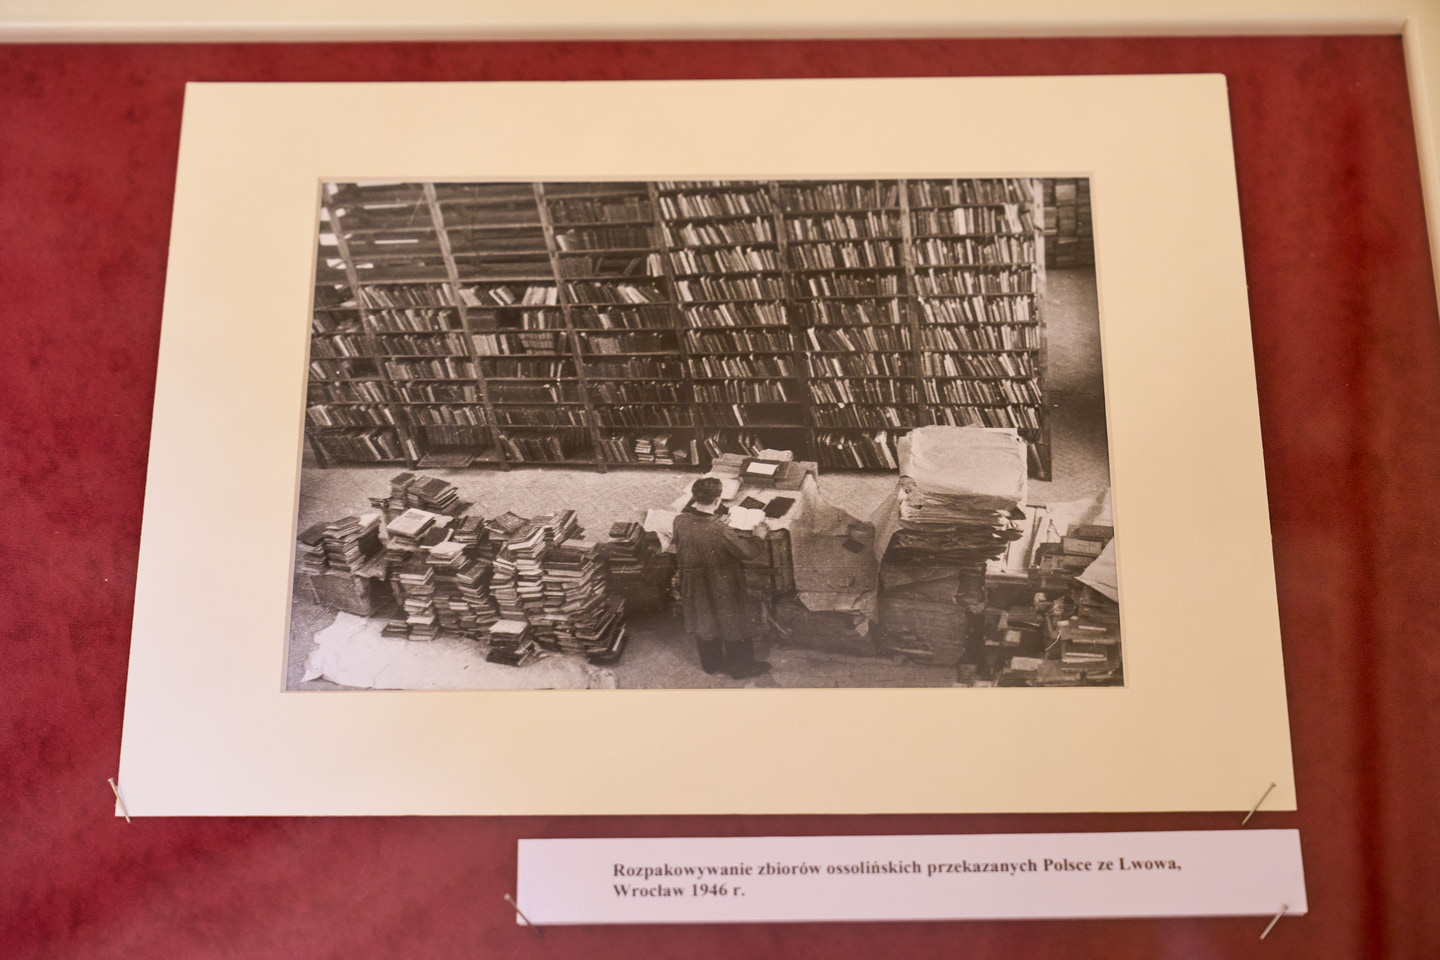 Rozpakowywanie zbiorów ossolińskich przekazanych Polsce ze Lwowa,
Wrocław 1946 r.